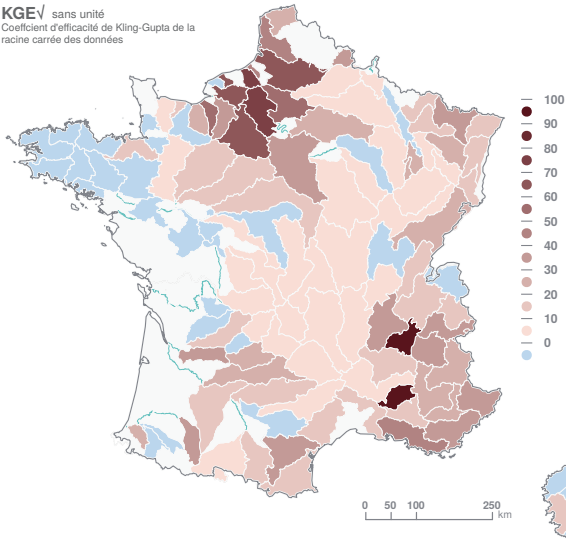 KGE√ sans unité
Coeffcient d'efficacité de Kling-Gupta de la
racine carrée des données
100
90
80
70
60
50
40
30
20
10
0
0 50 100 250
km